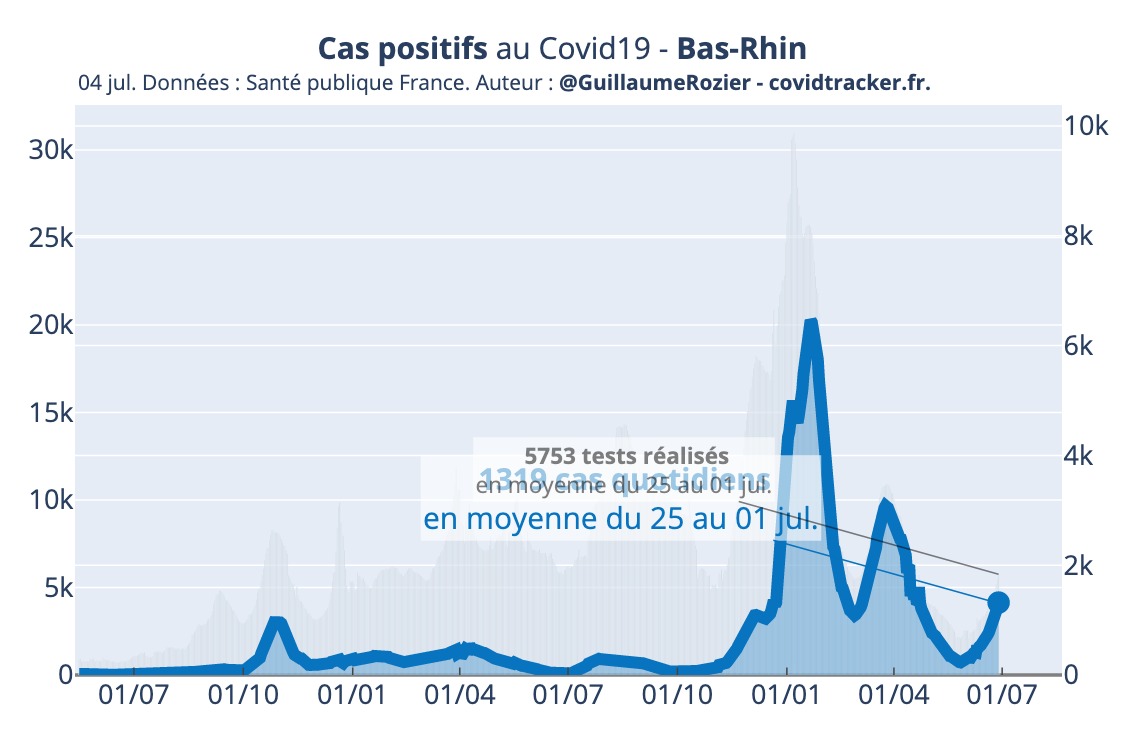 Cas positifs au Covid19 - Bas-Rhin
04 jul. Données : Santé publique France. Auteur : @GuillaumeRozier - covidtracker.fr.
10k
30k
25k
8k
20k
6k
15k
4k
5753 tests réalisés
1319 cas quotidiens
en moyenne du 25 au 01 jul.
10k
en moyenne du 25 au 01 jul.
2k
5k
0
0
01/07
01/10
01/01
01/04
01/07
01/10
01/01
01/04
01/07